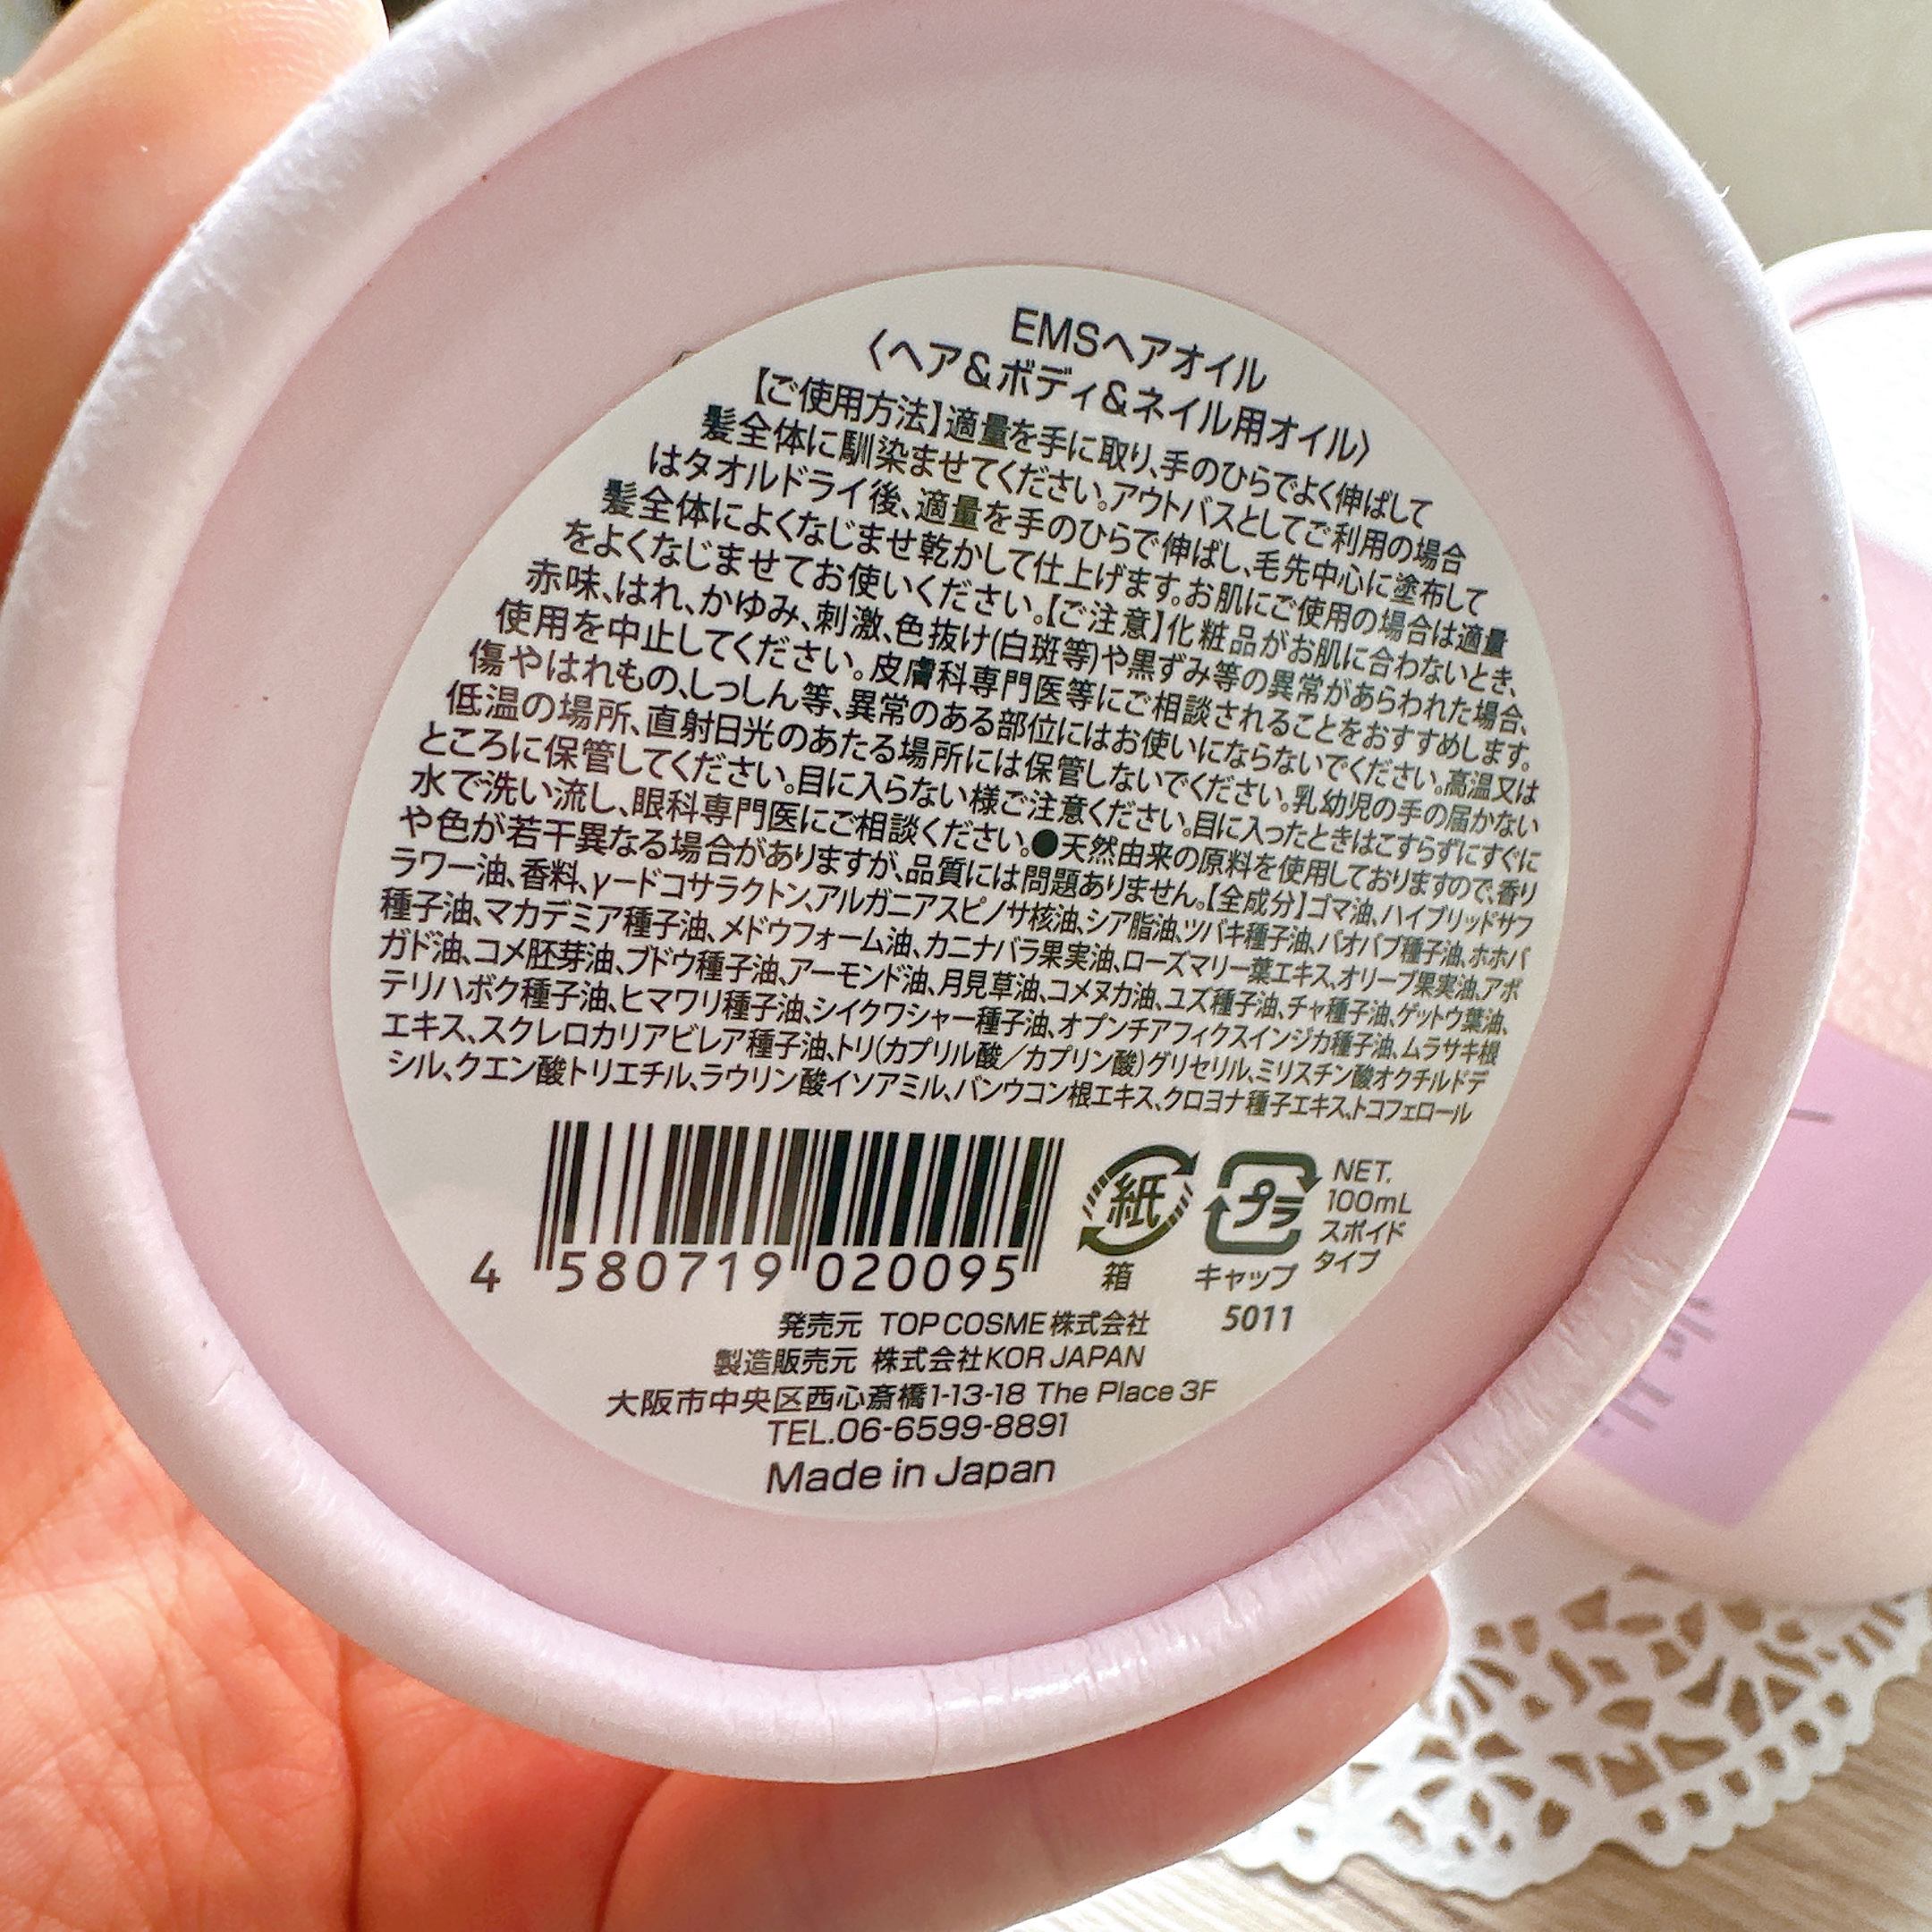 EMSヘアオイル
〈ヘア&ボディ&ネイル用オイル〉
【ご使用方法】適量を手に取り、手のひらでよく伸ばして
髪全体に馴染ませてください。アウトバスとしてご利用の場合
はタオルドライ後、適量を手のひらで伸ばし、毛先中心に塗布して
髪全体によくなじませ乾かして仕上げます。お肌にご使用の場合は適量
をよくなじませてお使いください。【ご注意】化粧品がお肌に合わないとき、
赤味、はれ、かゆみ、刺激、色抜け(白斑等)や黒ずみ等の異常があらわれた場合、
使用を中止してください。皮膚科専門医等にご相談されることをおすすめします。
傷やはれもの、しっしん等、異常のある部位にはお使いにならないでください。高温又は
低温の場所、直射日光のあたる場所には保管しないでください。乳幼児の手の届かない
ところに保管してください。目に入らない様ご注意ください。目に入ったときはこすらずにすぐに
水で洗い流し、眼科専門医にご相談ください。●天然由来の原料を使用しておりますので、香り
や色が若干異なる場合がありますが、品質には問題ありません。【全成分】ゴマ油、ハイブリッドサフ
ラワー油、香料、γードコサラクトン、アルガニアスピノサ核油、シア脂油、ツバキ種子油、バオバブ種子油、ホホバ
種子油、マカデミア種子油、メドウフォーム油、カニナバラ果実油、ローズマリー葉エキス、オリーブ果実油、アボ
ガド油、コメ胚芽油、ブドウ種子油、アーモンド油、月見草油、コメヌカ油、ユズ種子油、チャ種子油、ゲットウ葉油、
テリハボク種子油、ヒマワリ種子油、シイクワシャー種子油、オプンチアフィクスインジカ種子油、ムラサキ根
エキス、スクレロカリアビレア種子油、トリ(カプリル酸／カプリン酸)グリセリル、ミリスチン酸オクチルドデ
シル、クエン酸トリエチル、ラウリン酸イソアミル、バンウコン根エキス、クロヨナ種子エキス、トコフェロール
4 580719 020095
紙
箱
プラ
キャップ
5011
NET.
100mL
スポイド
タイプ
発売元 TOP COSME株式会社
製造販売元 株式会社KOR JAPAN
大阪市中央区西心斎橋1-13-18 The Place 3F
TEL.06-6599-8891
Made in Japan